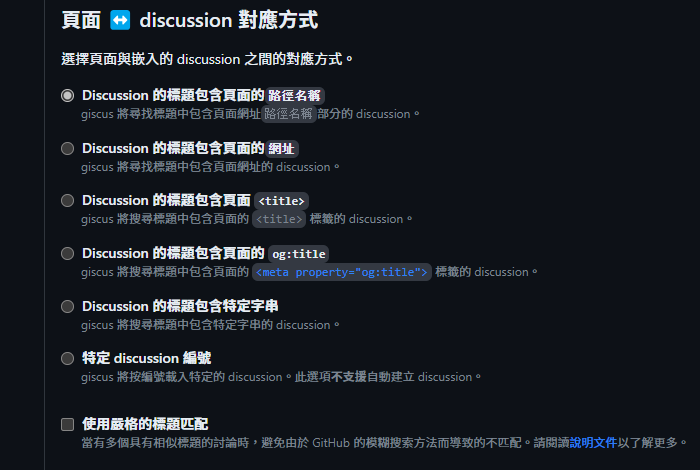 頁面 ↔️ discussion 對應方式
選擇頁面與嵌入的 discussion 之間的對應方式。
Discussion 的標題包含頁面的 路徑名稱
giscus 將尋找標題中包含頁面網址 路徑名稱 部分的 discussion。
Discussion 的標題包含頁面的 網址
giscus 將尋找標題中包含頁面網址的 discussion。
Discussion 的標題包含頁面 <title>
giscus 將搜尋標題中包含頁面的 <title> 標籤的 discussion。
Discussion 的標題包含頁面的 og:title
giscus 將搜尋標題中包含頁面的 <meta property="og:title"> 標籤的 discussion。
Discussion 的標題包含特定字串
giscus 將搜尋標題中包含特定字串的 discussion。
特定 discussion 編號
giscus 將按編號載入特定的 discussion。此選項不支援自動建立 discussion。
使用嚴格的標題匹配
當有多個具有相似標題的討論時，避免由於 GitHub 的模糊搜索方法而導致的不匹配。請閱讀說明文件以了解更多。